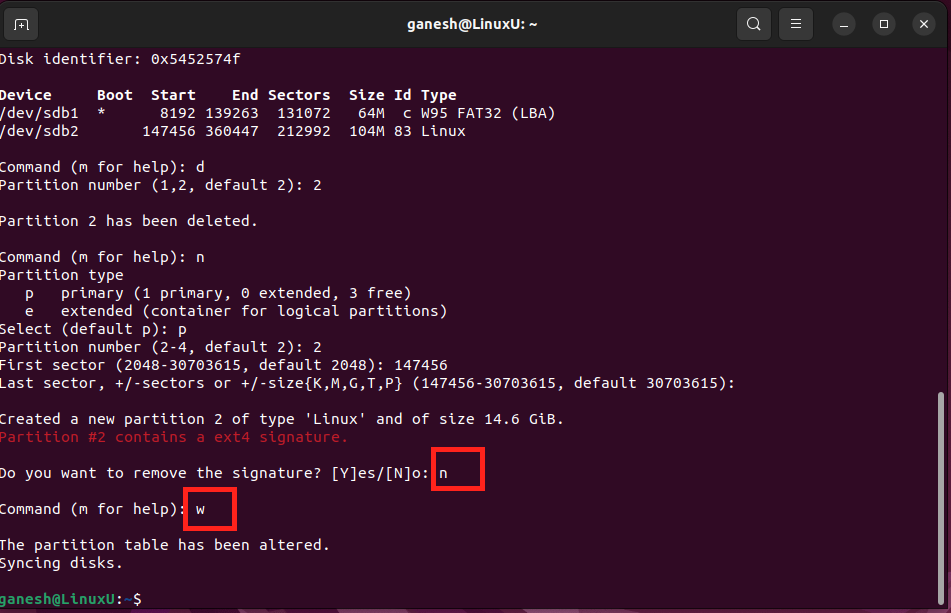 ganesh@LinuxU: ~
Disk identifier: 0x5452574f
Device     Boot  Start    End Sectors  Size Id Type
/dev/sdb1  *      8192 139263  131072   64M  c W95 FAT32 (LBA)
/dev/sdb2       147456 360447  212992  104M 83 Linux
Command (m for help): d
Partition number (1,2, default 2): 2
Partition 2 has been deleted.
Command (m for help): n
Partition type
   p   primary (1 primary, 0 extended, 3 free)
   e   extended (container for logical partitions)
Select (default p): p
Partition number (2-4, default 2): 2
First sector (2048-30703615, default 2048): 147456
Last sector, +/-sectors or +/-size{K,M,G,T,P} (147456-30703615, default 30703615):
Created a new partition 2 of type 'Linux' and of size 14.6 GiB.
Partition #2 contains a ext4 signature.
Do you want to remove the signature? [Y]es/[N]o: n
Command (m for help): w
The partition table has been altered.
Syncing disks.
ganesh@LinuxU:~$